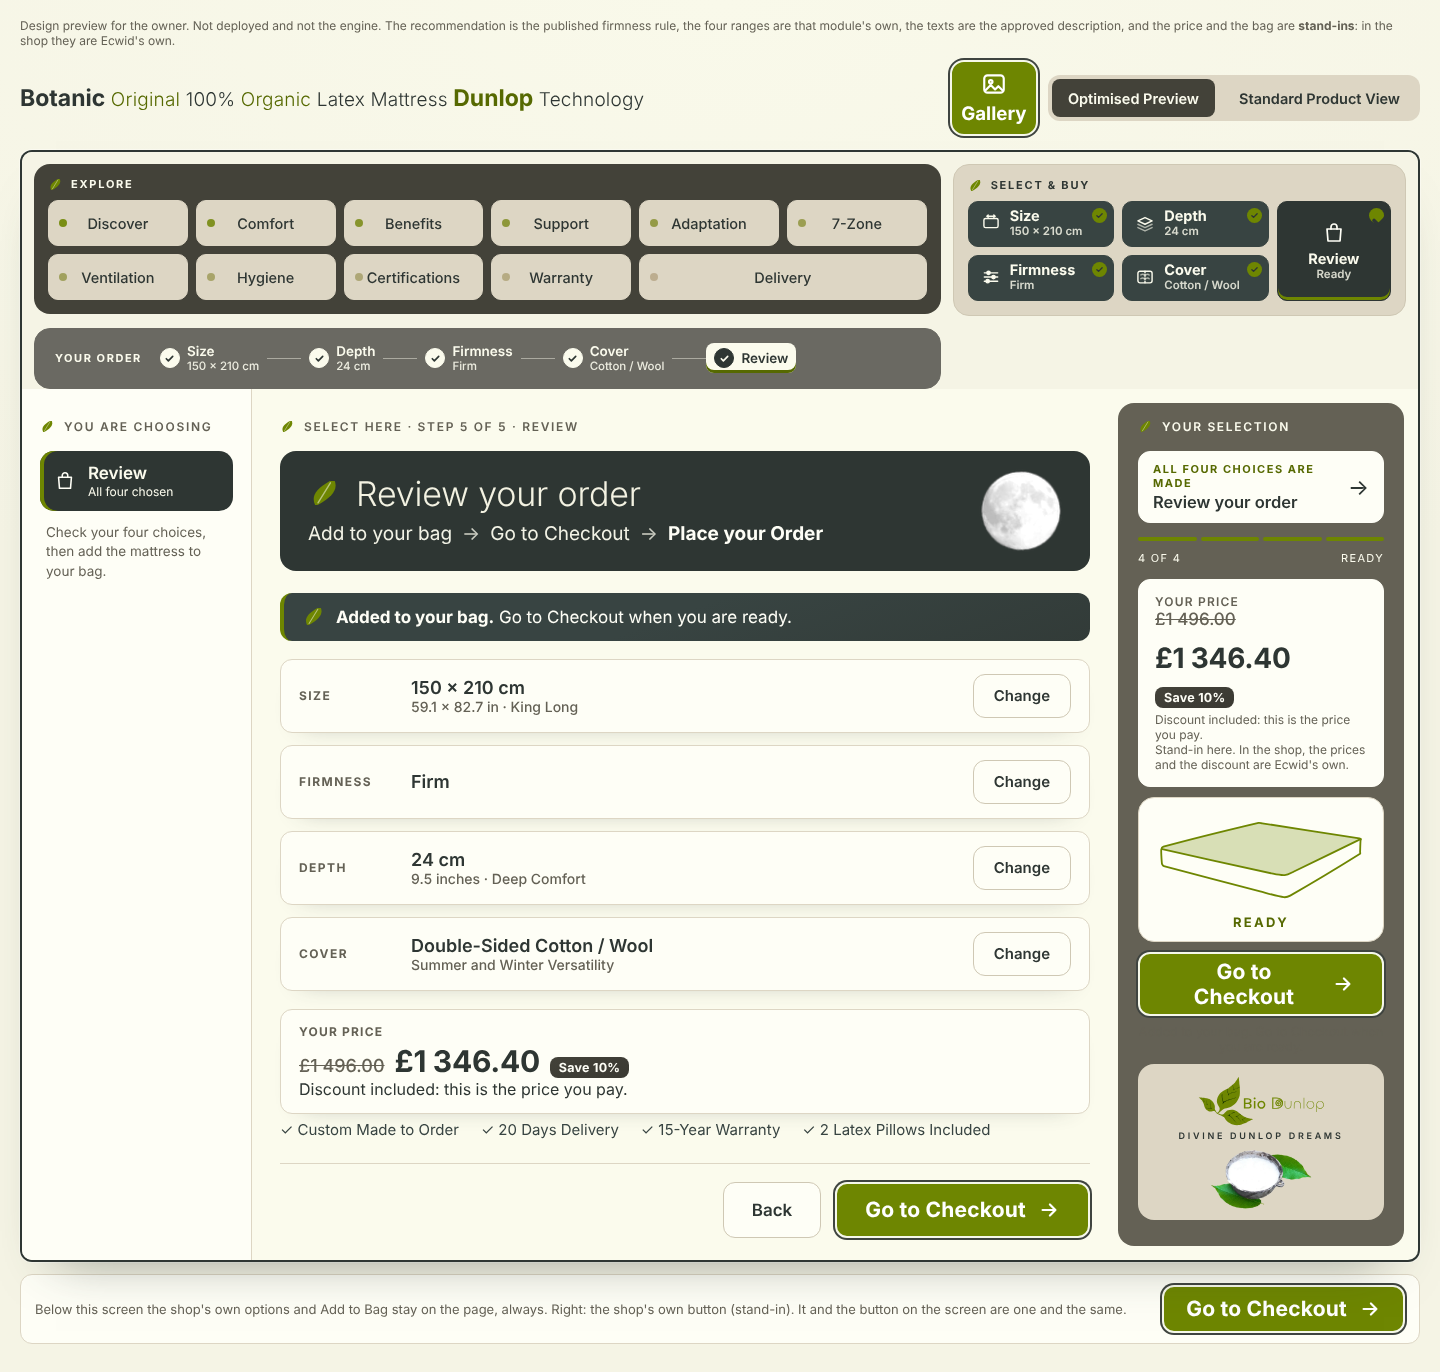 Design preview for the owner. Not deployed and not the engine. The recommendation is the published firmness rule, the four ranges are that module's own, the texts are the approved description, and the price and the bag are stand-ins: in the
shop they are Ecwid's own.
Botanic Original 100% Organic Latex Mattress Dunlop Technology
Gallery
Optimised Preview
Standard Product View
EXPLORE
Discover
Comfort
Benefits
Support
Adaptation
7-Zone
Ventilation
Hygiene
Certifications
Warranty
Delivery
SELECT & BUY
Size
150 × 210 cm
Depth
24 cm
Firmness
Firm
Cover
Cotton / Wool
Review
Ready
YOUR ORDER
Size
150 × 210 cm
Depth
24 cm
Firmness
Firm
Cover
Cotton / Wool
Review
YOU ARE CHOOSING
Review
All four chosen
Check your four choices,
then add the mattress to
your bag.
SELECT HERE · STEP 5 OF 5 · REVIEW
Review your order
Add to your bag → Go to Checkout → Place your Order
Added to your bag. Go to Checkout when you are ready.
SIZE
150 × 210 cm
59.1 × 82.7 in · King Long
Change
FIRMNESS
Firm
Change
DEPTH
24 cm
9.5 inches · Deep Comfort
Change
COVER
Double-Sided Cotton / Wool
Summer and Winter Versatility
Change
YOUR PRICE
£1 496.00 £1 346.40 Save 10%
Discount included: this is the price you pay.
✓ Custom Made to Order ✓ 20 Days Delivery ✓ 15-Year Warranty ✓ 2 Latex Pillows Included
Back
Go to Checkout →
YOUR SELECTION
ALL FOUR CHOICES ARE
MADE
Review your order →
4 OF 4
READY
YOUR PRICE
£1 496.00
£1 346.40
Save 10%
Discount included: this is the price
you pay.
Stand-in here. In the shop, the prices
and the discount are Ecwid's own.
READY
Go to
Checkout →
Bio Dunlop
DIVINE DUNLOP DREAMS
Below this screen the shop's own options and Add to Bag stay on the page, always. Right: the shop's own button (stand-in). It and the button on the screen are one and the same.
Go to Checkout →